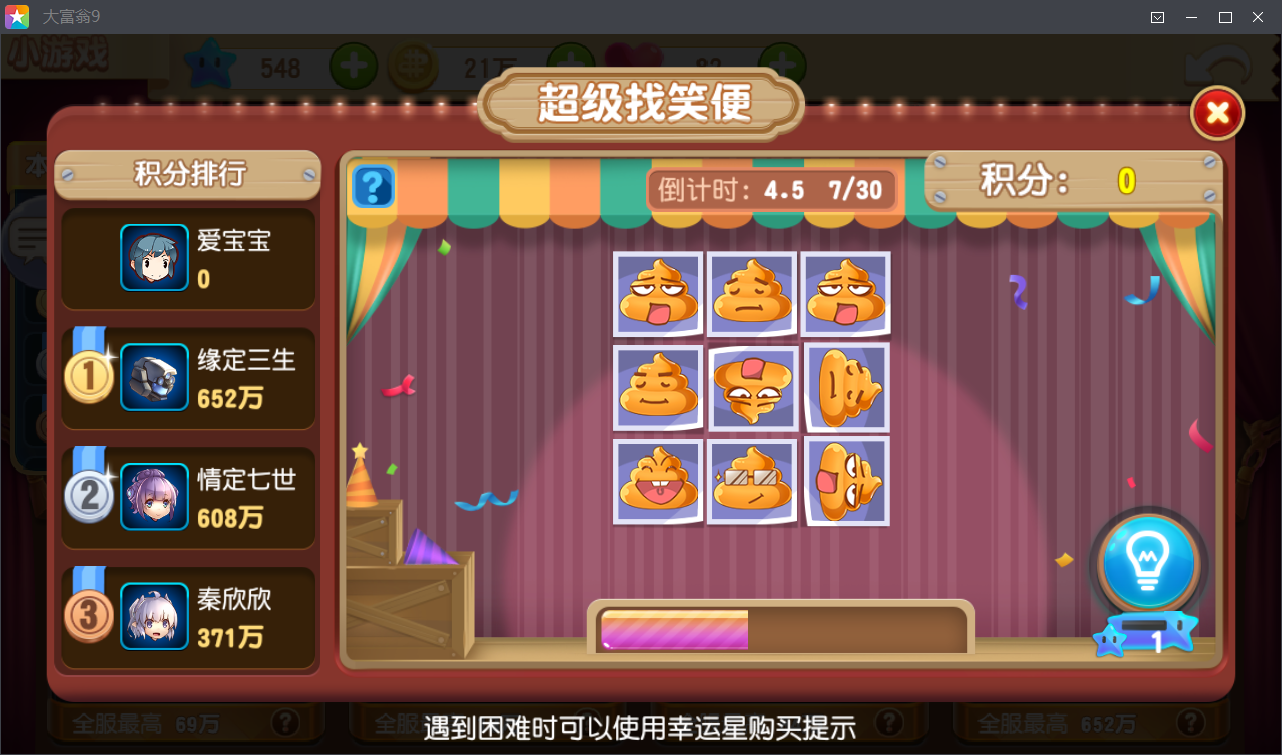 大富翁9
小游戏
548
21万
82
超级找笑便
积分排行
倒计时：4.5 7/30
积分：0
爱宝宝
0
1
缘定三生
652万
2
情定七世
608万
3
秦欣欣
371万
1
全服最高 69万
全服最高 652万
遇到困难时可以使用幸运星购买提示